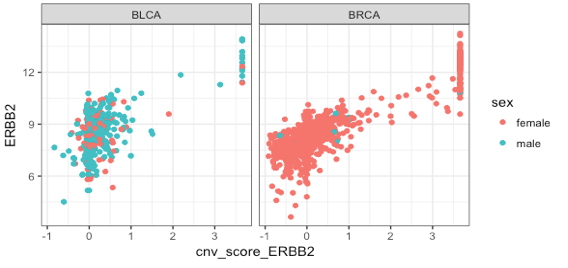 BLCA BRCA
ERBB2
12
9
6
-1 0 1 2 3 -1 0 1 2 3
cnv_score_ERBB2
sex
female
male